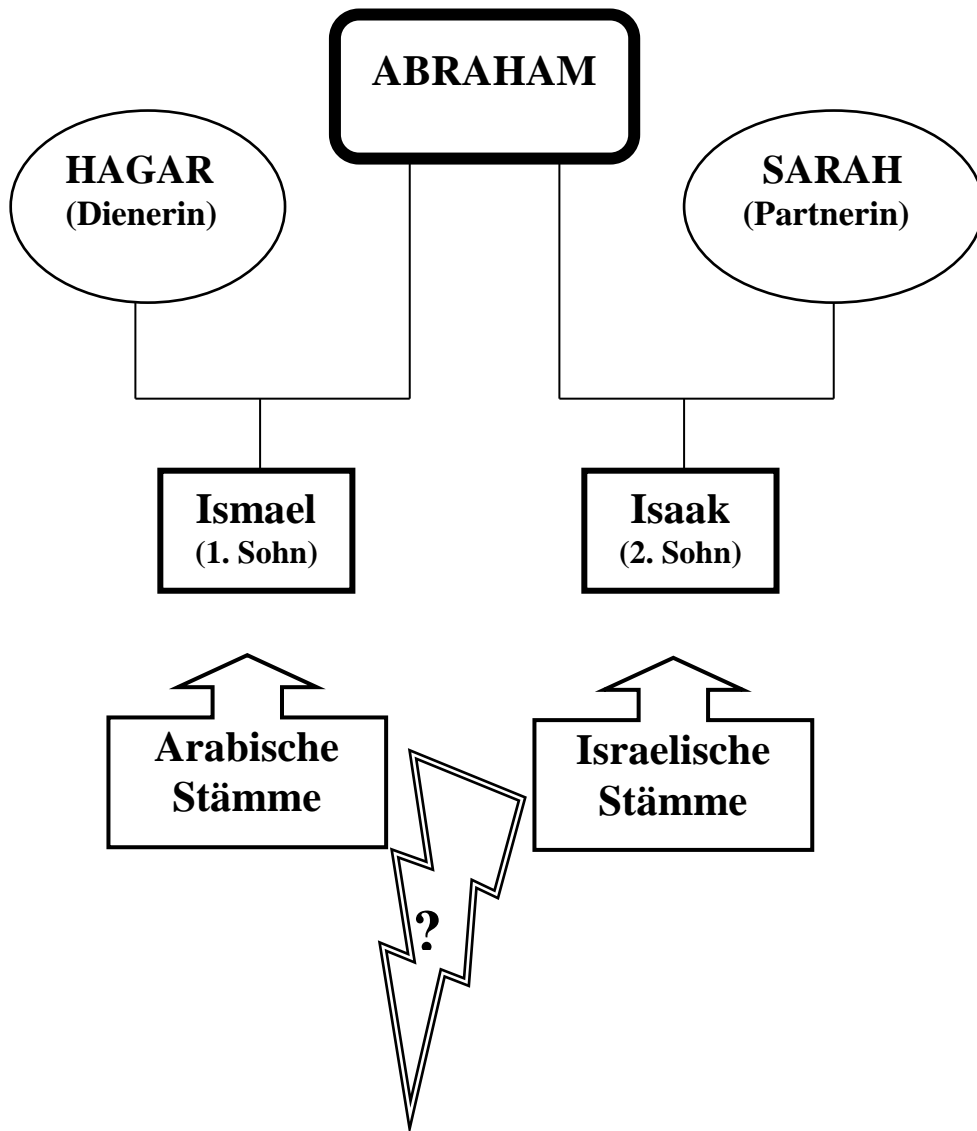 ABRAHAM
HAGAR
(Dienerin)
SARAH
(Partnerin)
Ismael
(1. Sohn)
Isaak
(2. Sohn)
Arabische
Stämme
Israelische
Stämme
?